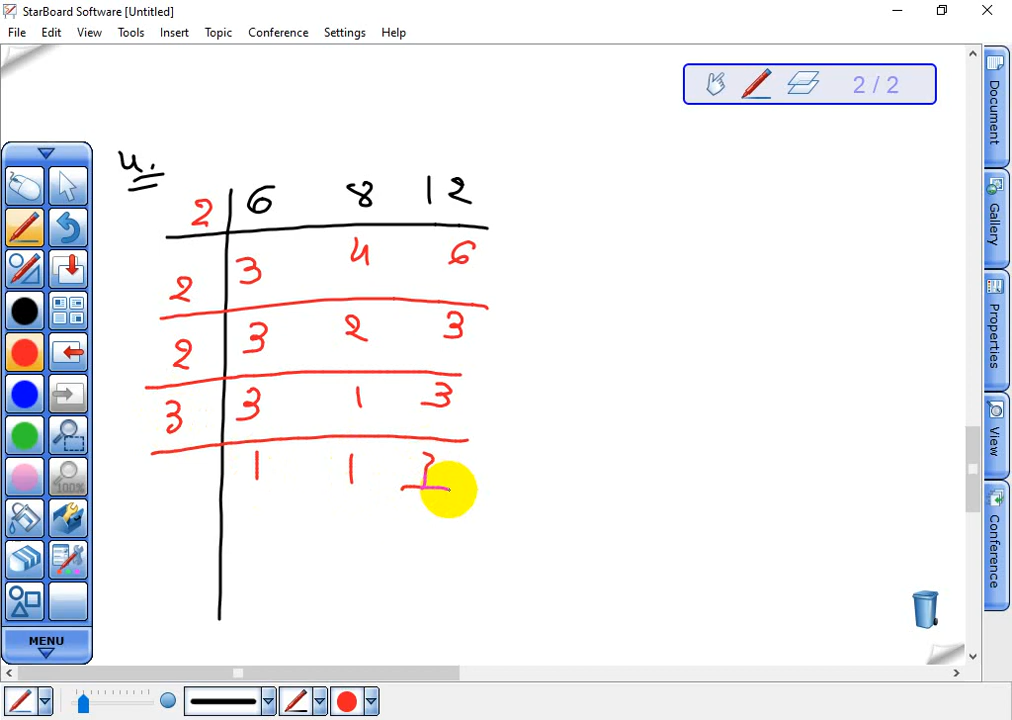 StarBoard Software [Untitled]
File Edit View Tools Insert Topic Conference Settings Help
2 / 2
Document
Gallery
Properties
View
Conference
4.
2 6 8 12
2 3 4 6
2 3 2 3
3 3 1 3
1 1 1
100%
MENU